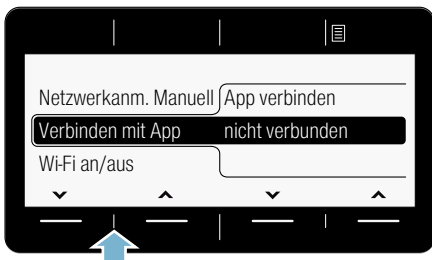 Netzwerkanm. Manuell App verbinden
Verbinden mit App nicht verbunden
Wi-Fi an/aus